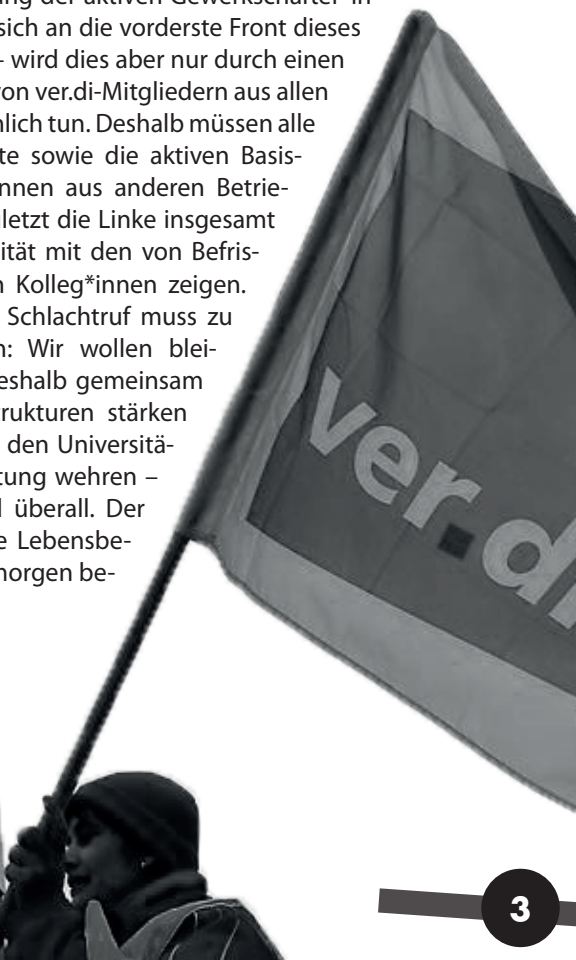 ng der aktiven Gewerkschafter in
sich an die vorderste Front dieses
– wird dies aber nur durch einen
von ver.di-Mitgliedern aus allen
nlich tun. Deshalb müssen alle
te sowie die aktiven Basis-
innen aus anderen Betrie-
letzt die Linke insgesamt
ität mit den von Befris-
n Kolleg*innen zeigen.
Schlachtruf muss zu
n: Wir wollen blei-
eshalb gemeinsam
rukturen stärken
den Universitä-
tung wehren –
d überall. Der
e Lebensbe-
morgen be-
ver.di
3